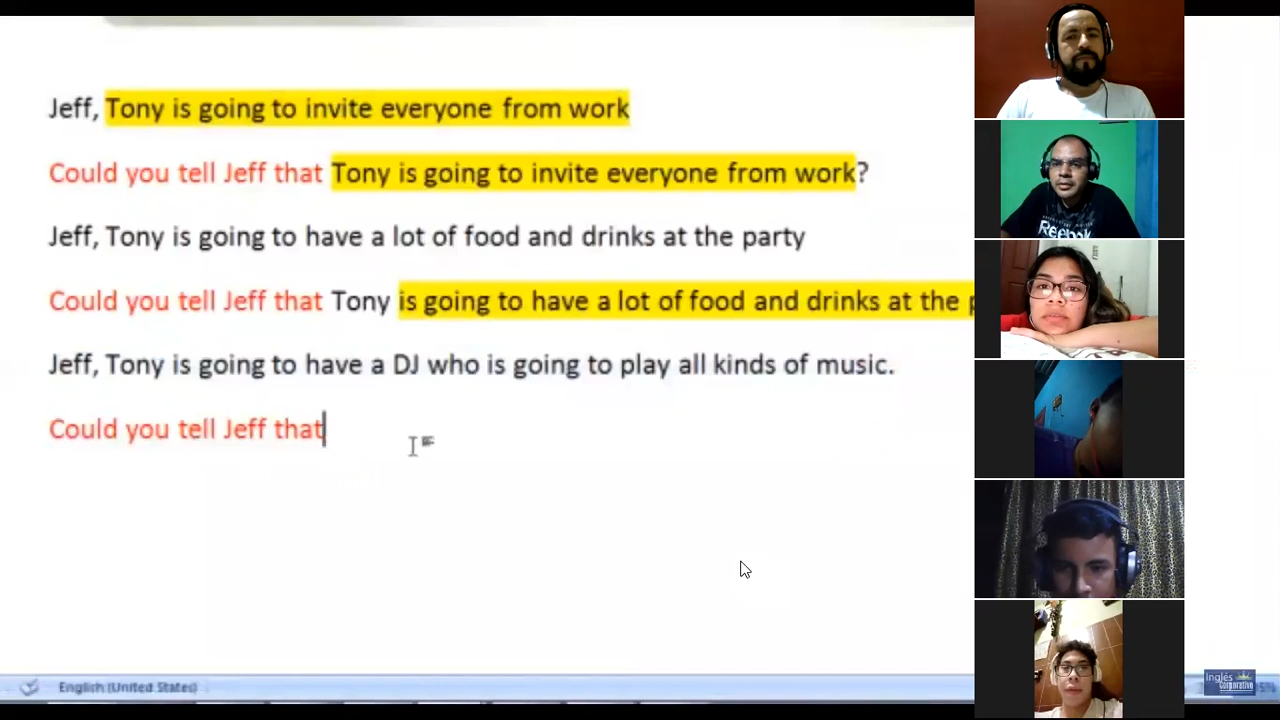 Jeff, Tony is going to invite everyone from work
Could you tell Jeff that Tony is going to invite everyone from work?
Jeff, Tony is going to have a lot of food and drinks at the party
Could you tell Jeff that Tony is going to have a lot of food and drinks at the p
Jeff, Tony is going to have a DJ who is going to play all kinds of music.
Could you tell Jeff that
Reebok
English (United States)
Inglés
corporativo
5%